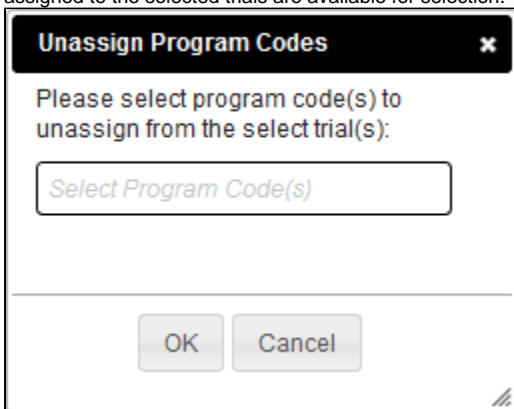 assigned to the selected trials are available for selection.
Unassign Program Codes
Please select program code(s) to
unassign from the select trial(s):
Select Program Code(s)
OK Cancel